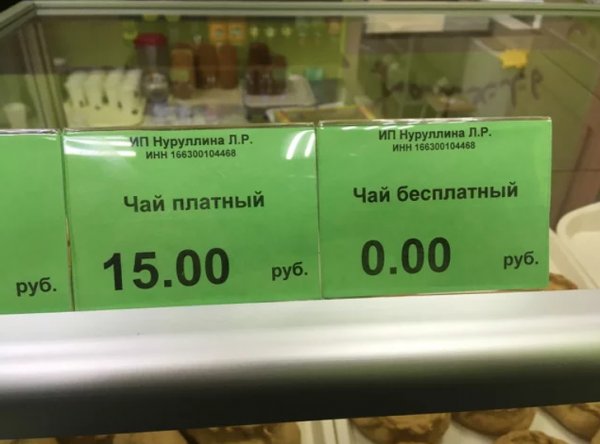 руб.
ИП Нуруллина Л.Р.
ИНН 166300104468
Чай платный
15.00 руб.
ИП Нуруллина Л.Р.
ИНН 166300104468
Чай бесплатный
0.00 руб.